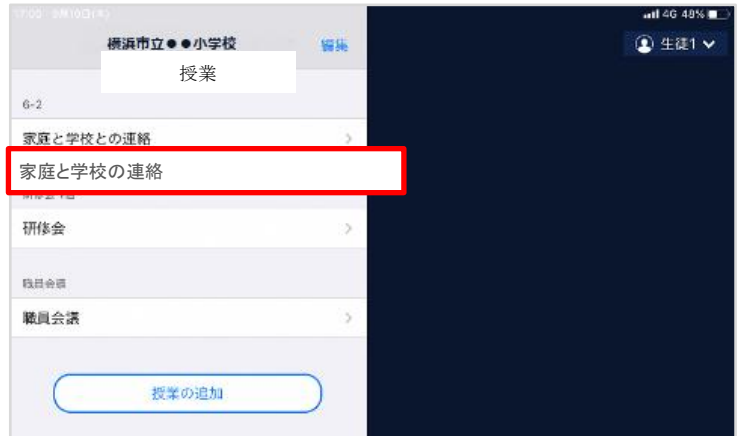 4G 48%
横浜市立●●小学校 編集
生徒1
授業
6-2
家庭と学校との連絡
家庭と学校の連絡
研修会
職員会議
職員会議
授業の追加